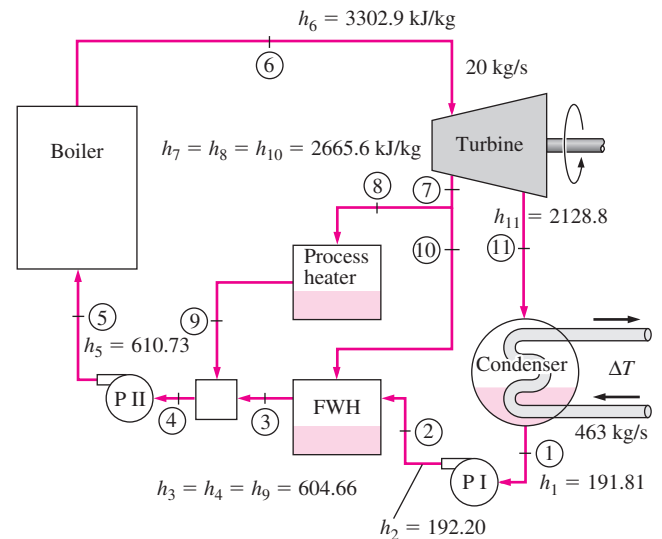 h6 = 3302.9 kJ/kg
6
20 kg/s
Boiler
h7 = h8 = h10 = 2665.6 kJ/kg
Turbine
7
8
h11 = 2128.8
10
11
Process
heater
9
5
h5 = 610.73
Condenser
ΔT
P II
4
3
FWH
2
463 kg/s
1
P I
h3 = h4 = h9 = 604.66
h1 = 191.81
h2 = 192.20